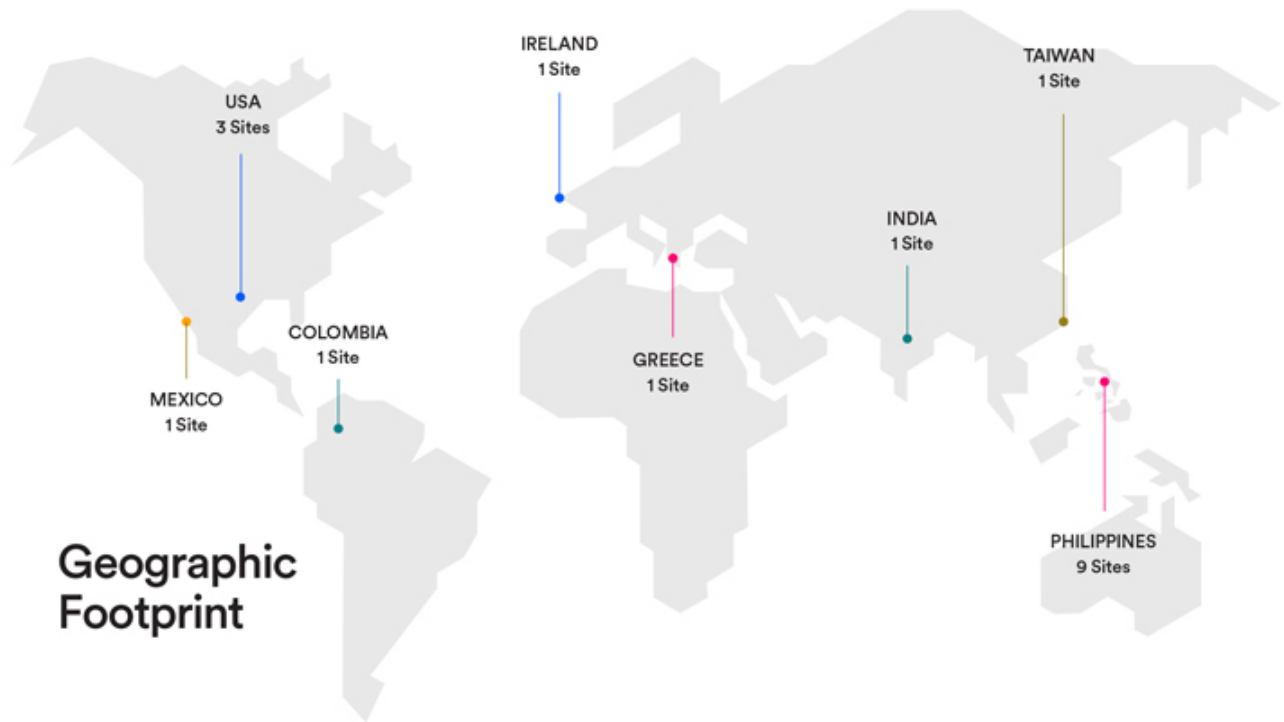 IRELAND
1 Site
TAIWAN
1 Site
USA
3 Sites
INDIA
1 Site
COLOMBIA
1 Site
GREECE
1 Site
MEXICO
1 Site
PHILIPPINES
9 Sites
Geographic
Footprint